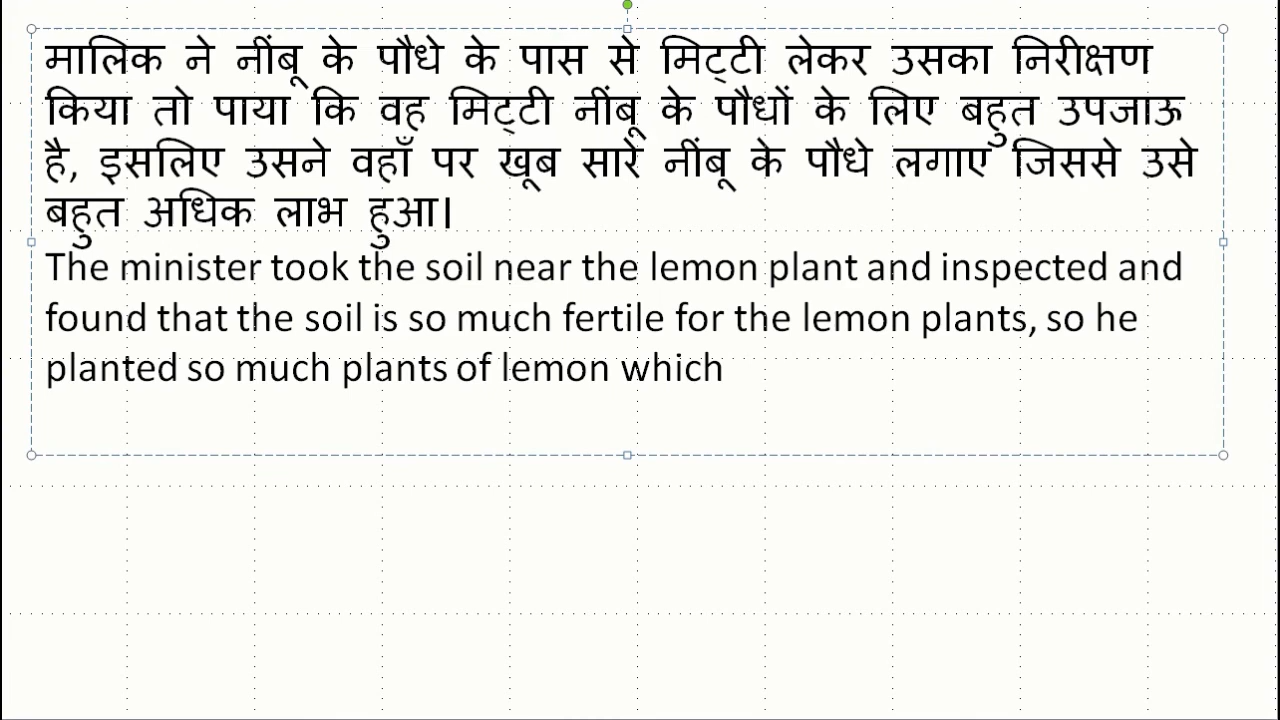 मालिक ने नींबू के पौधे के पास से मिट्टी लेकर उसका निरीक्षण
किया तो पाया कि वह मिट्टी नींबू के पौधों के लिए बहुत उपजाऊ
है, इसलिए उसने वहाँ पर खूब सारे नींबू के पौधे लगाए जिससे उसे
बहुत अधिक लाभ हुआ।
The minister took the soil near the lemon plant and inspected and
found that the soil is so much fertile for the lemon plants, so he
planted so much plants of lemon which